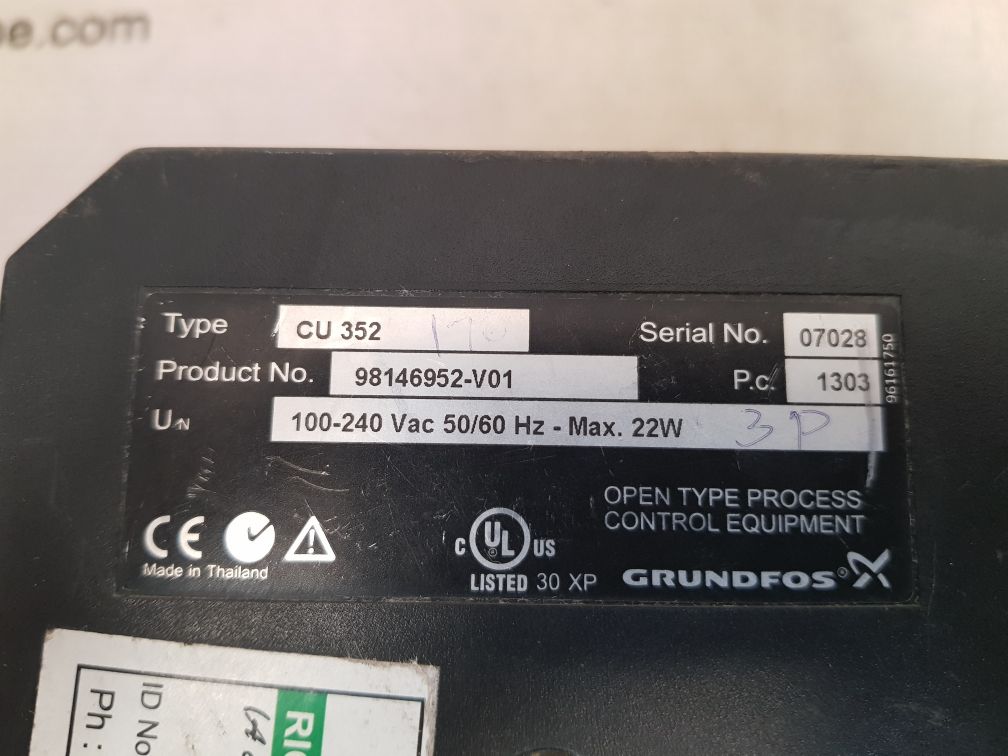 e.com
Type CU 352 170 Serial No. 07028
Product No. 98146952-V01 P.c. 1303
UN 100-240 Vac 50/60 Hz - Max. 22W 3P
96161750
OPEN TYPE PROCESS
CONTROL EQUIPMENT
CE
Made in Thailand
C UL US
LISTED 30 XP
GRUNDFOS
ID No
Ph :